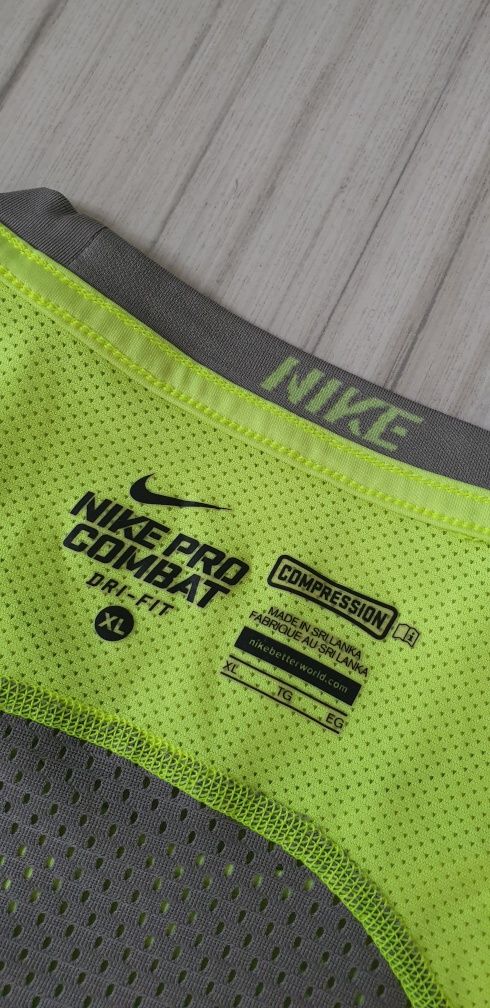 NIKE
NIKE PRO
COMBAT
DRI-FIT
XL
COMPRESSION
MADE IN SRI LANKA
FABRIQUE AU SRI LANKA
nikebetterworld.com
XL TG EG